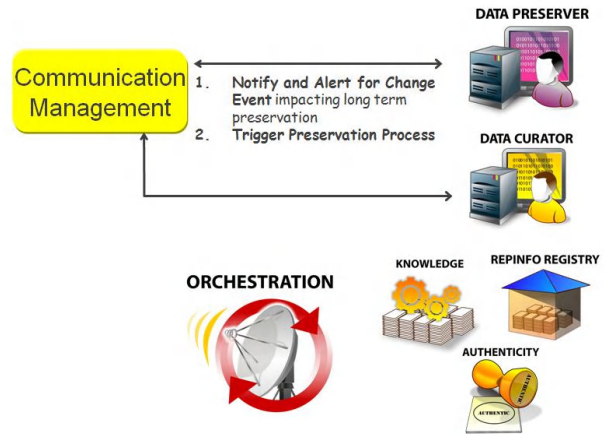 DATA PRESERVER
Communication
Management
1. Notify and Alert for Change
Event impacting long term
preservation
2. Trigger Preservation Process
DATA CURATOR
ORCHESTRATION
KNOWLEDGE
REPINFO REGISTRY
AUTHENTICITY
AUTHENTIC
AUTHENTIC